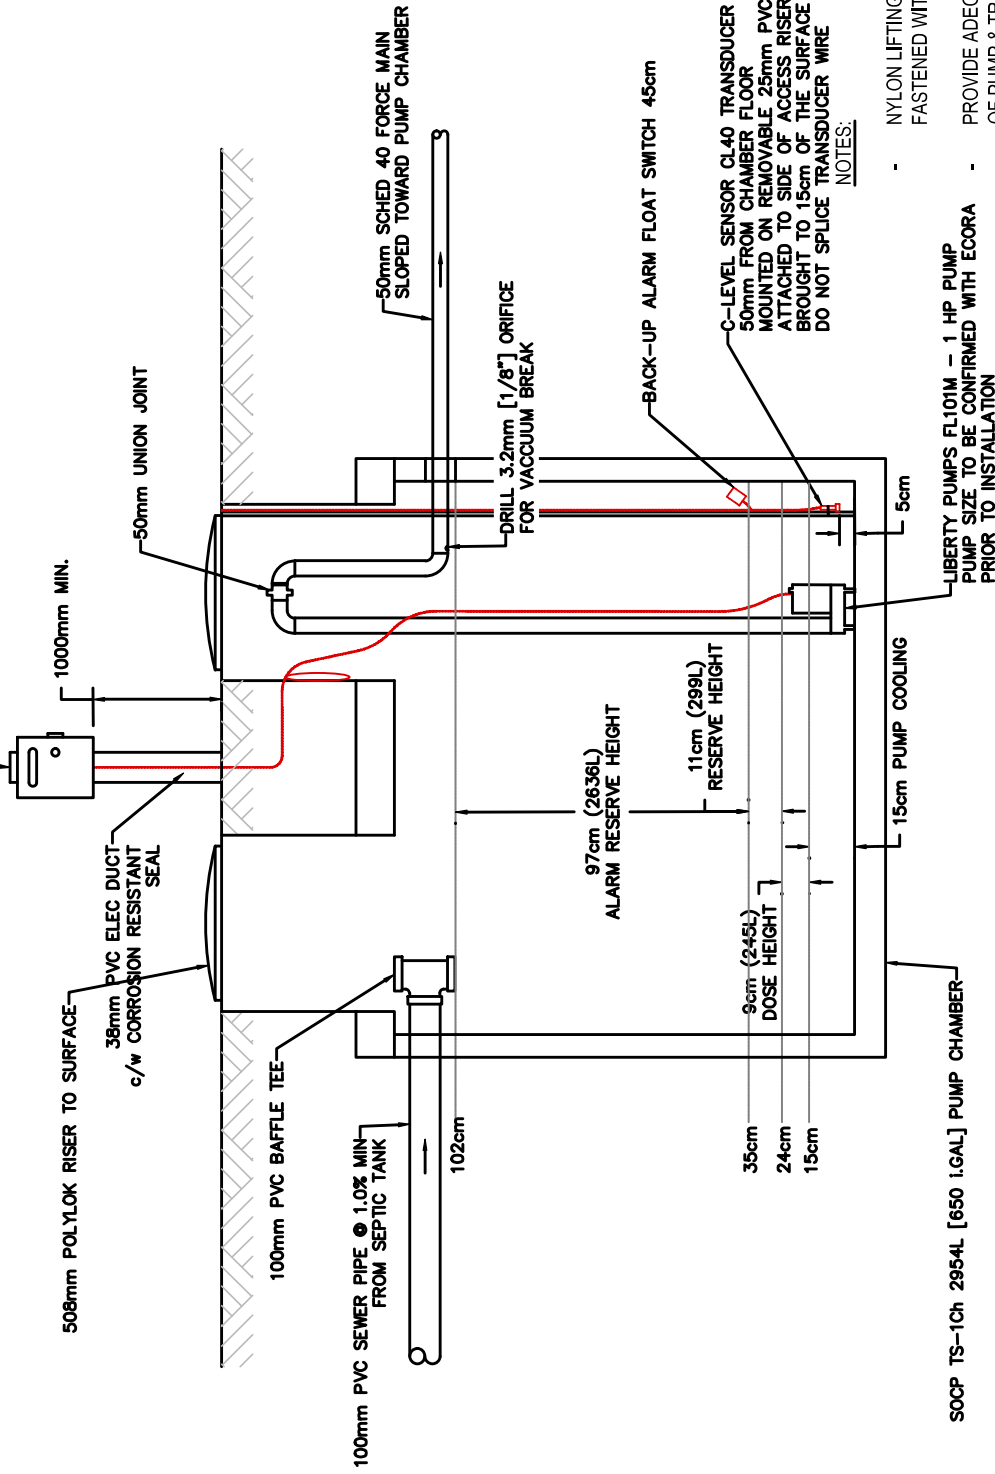 508mm POLYLOK RISER TO SURFACE
38mm PVC ELEC DUCT
c/w CORROSION RESISTANT
SEAL
1000mm MIN.
50mm UNION JOINT
50mm SCHED 40 FORCE MAIN
SLOPED TOWARD PUMP CHAMBER
100mm PVC BAFFLE TEE
100mm PVC SEWER PIPE @ 1.0% MIN
FROM SEPTIC TANK
DRILL 3.2mm [1/8"] ORIFICE
FOR VACCUUM BREAK
102cm
97cm (2636L)
ALARM RESERVE HEIGHT
11cm (299L)
RESERVE HEIGHT
9cm (245L)
DOSE HEIGHT
35cm
24cm
15cm
BACK-UP ALARM FLOAT SWITCH 45cm
C-LEVEL SENSOR CL40 TRANSDUCER
50mm FROM CHAMBER FLOOR
MOUNTED ON REMOVABLE 25mm PVC
ATTACHED TO SIDE OF ACCESS RISER
BROUGHT TO 15cm OF THE SURFACE
DO NOT SPLICE TRANSDUCER WIRE
5cm
15cm PUMP COOLING
LIBERTY PUMPS FL101M - 1 HP PUMP
PUMP SIZE TO BE CONFIRMED WITH ECORA
PRIOR TO INSTALLATION
SOCP TS-1Ch 2954L [650 I.GAL] PUMP CHAMBER
NOTES:
- NYLON LIFTING
FASTENED WIT
- PROVIDE ADEQ
OF PUMP & TR